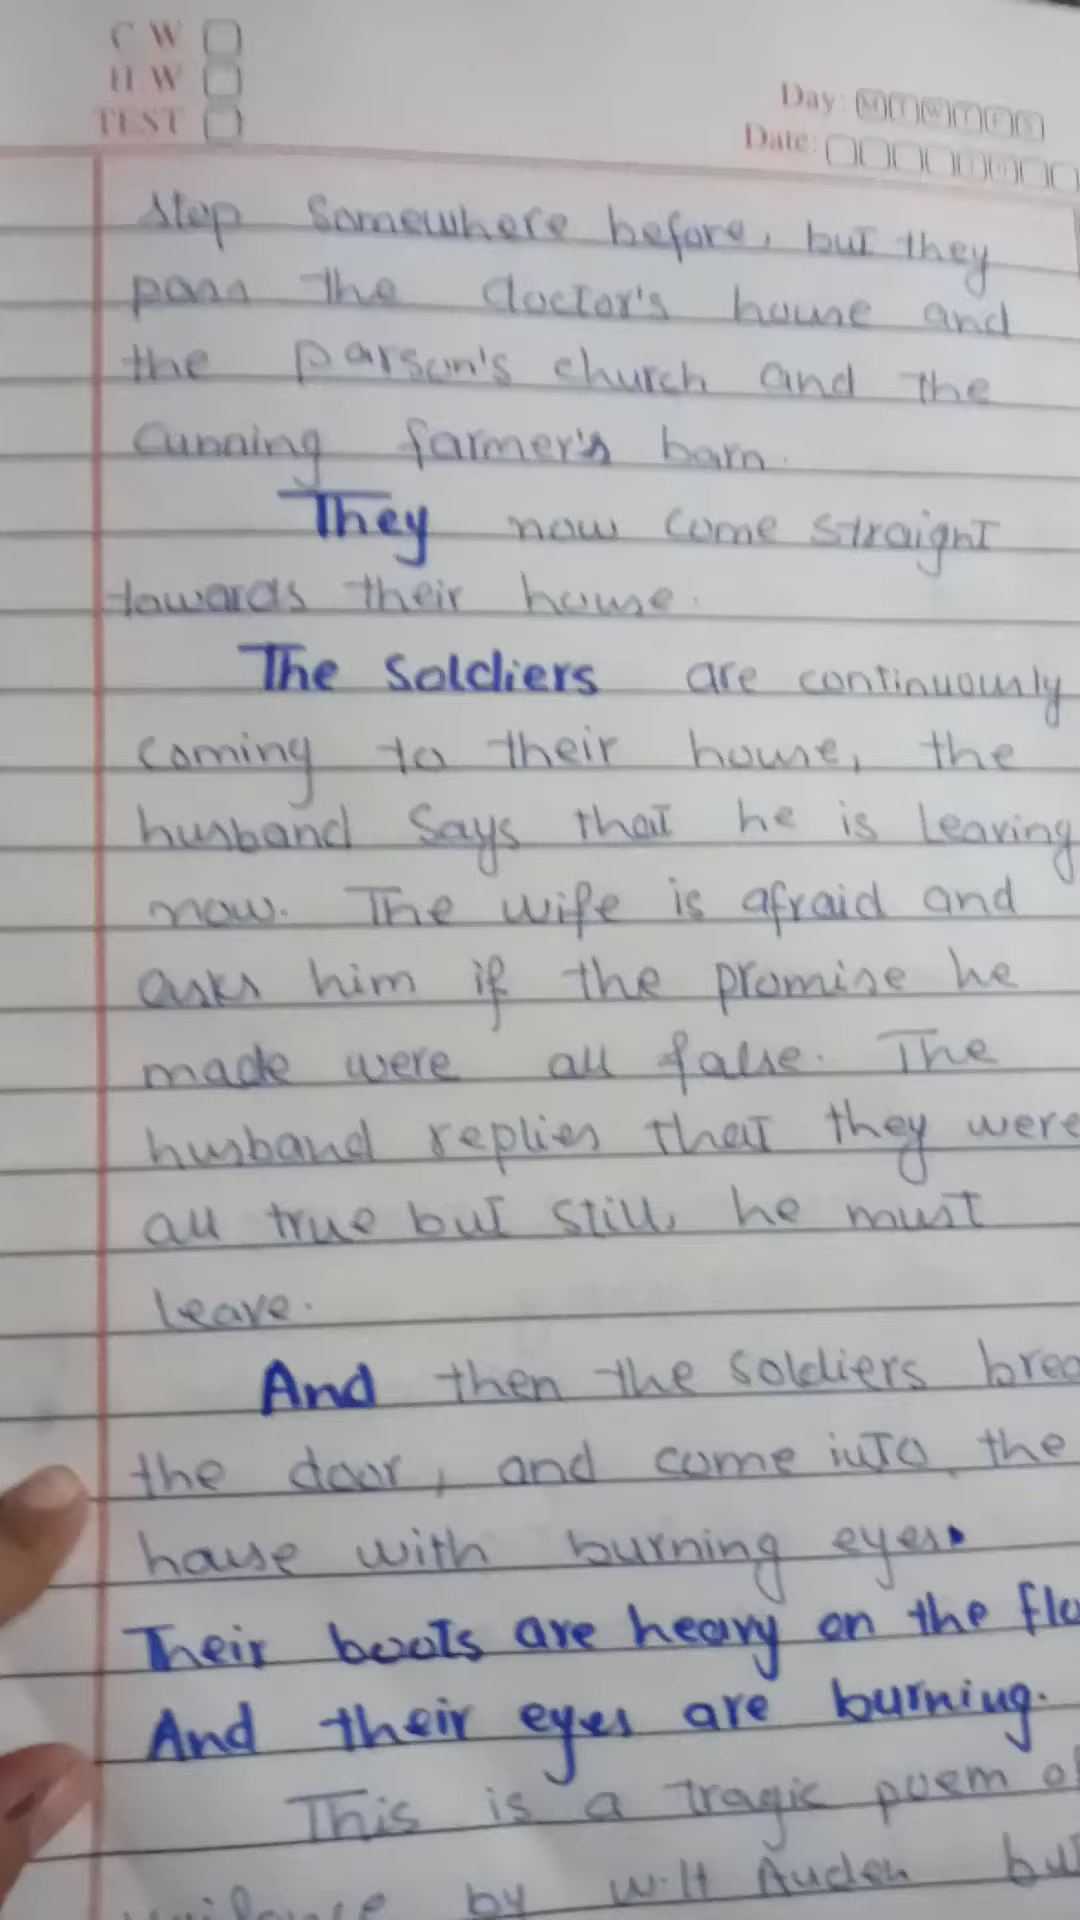 C W
H W
TEST
Day: M T W T F S
Date:
stop somewhere before, but they
pass the doctor's house and
the parson's church and the
cunning farmer's barn.
They now come straight
towards their house.
The soldiers are continuously
coming to their house, the
husband says that he is leaving
now. The wife is afraid and
asks him if the promise he
made were all false. The
husband replies that they were
all true but still, he must
leave.
And then the soldiers brea
the door, and come into the
house with burning eyes.
Their boots are heavy on the flo
And their eyes are burning.
This is a tragic poem of
by W.H Auden bu